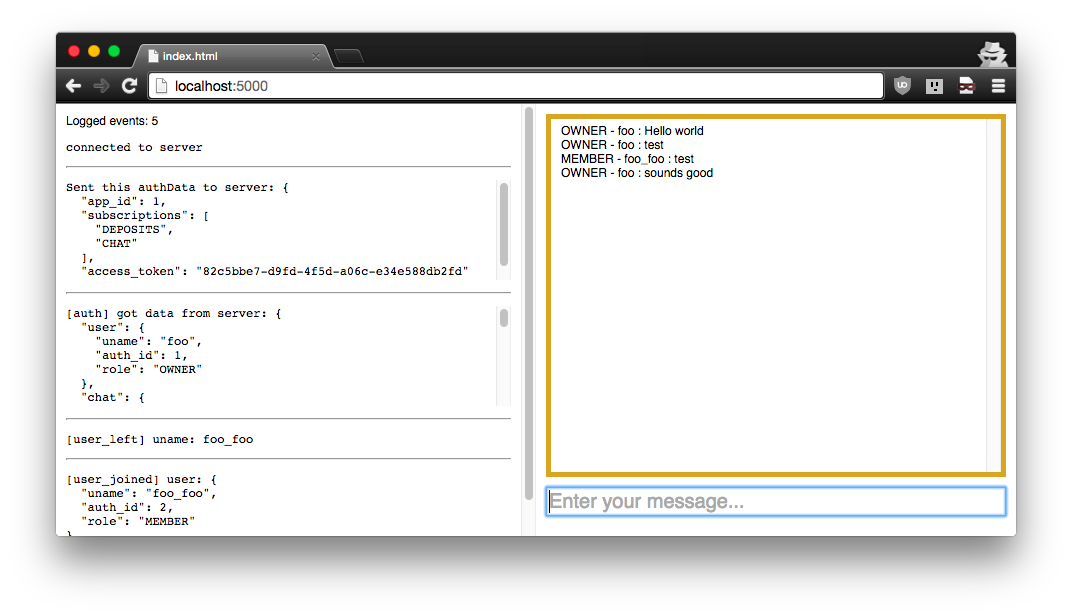 index.html
localhost:5000
Logged events: 5
connected to server
Sent this authData to server: {
"app_id": 1,
"subscriptions": [
"DEPOSITS",
"CHAT"
],
"access_token": "82c5bbe7-d9fd-4f5d-a06c-e34e588db2fd"
[auth] got data from server: {
"user": {
"uname": "foo",
"auth_id": 1,
"role": "OWNER"
},
"chat": {
[user_left] uname: foo_foo
[user_joined] user: {
"uname": "foo_foo",
"auth_id": 2,
"role": "MEMBER"
}
OWNER - foo : Hello world
OWNER - foo : test
MEMBER - foo_foo : test
OWNER - foo : sounds good
Enter your message...